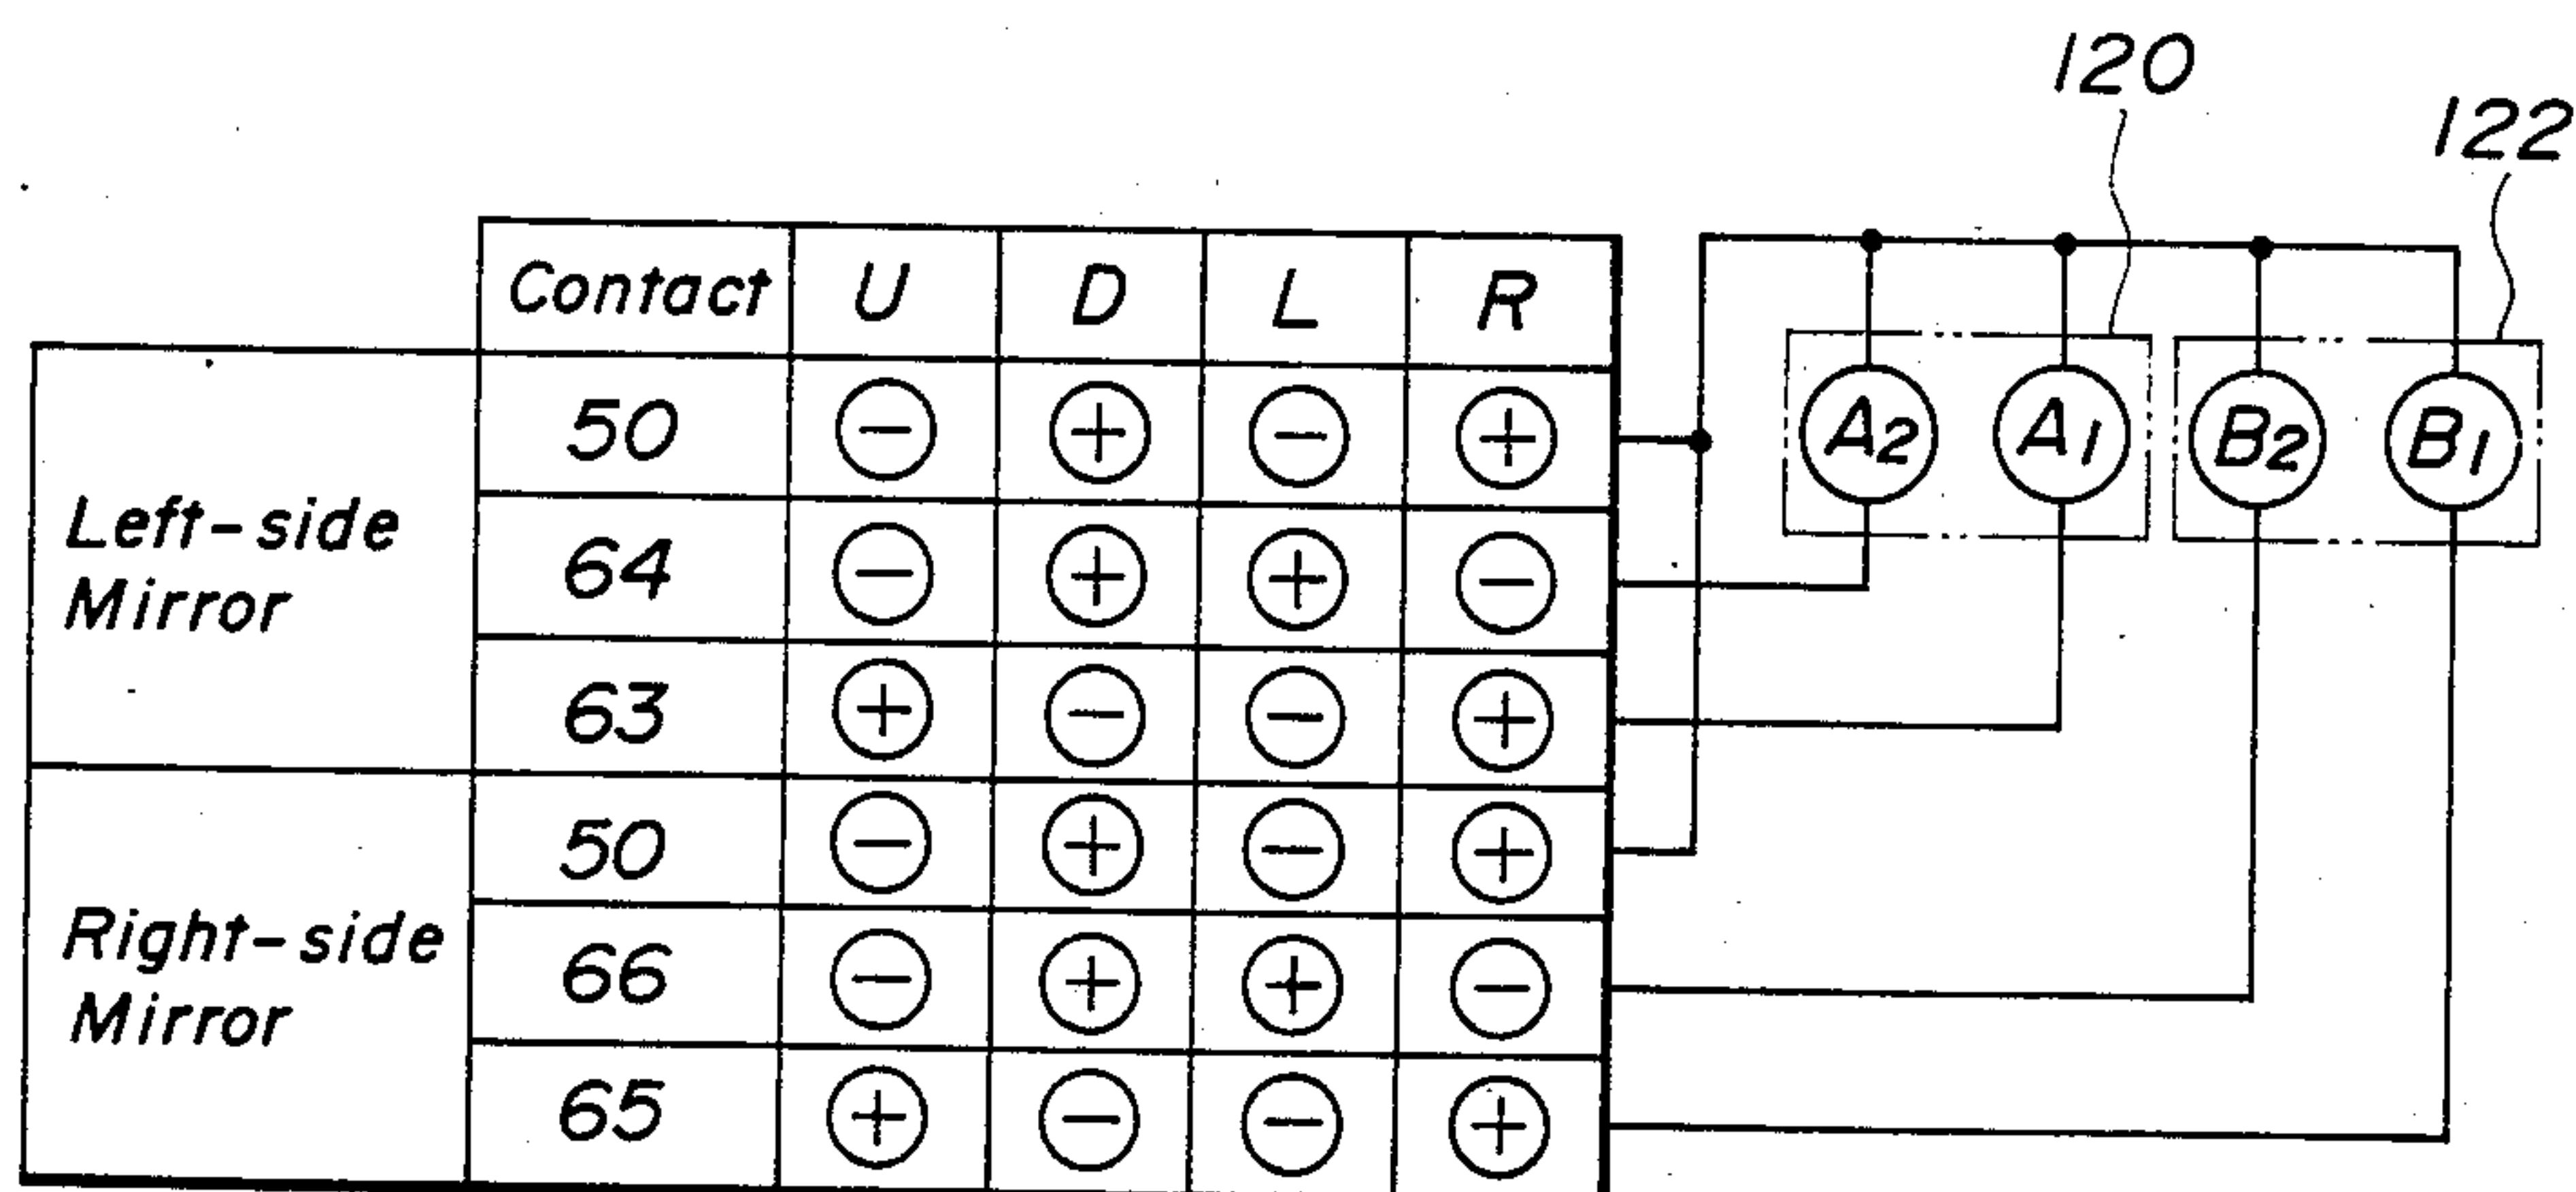 120
122
Contact U D L R
Left-side
Mirror
50 ⊖ ⊕ ⊖ ⊕
64 ⊖ ⊕ ⊕ ⊖
63 ⊕ ⊖ ⊖ ⊕
Right-side
Mirror
50 ⊖ ⊕ ⊖ ⊕
66 ⊖ ⊕ ⊕ ⊖
65 ⊕ ⊖ ⊖ ⊕
A2 A1 B2 B1